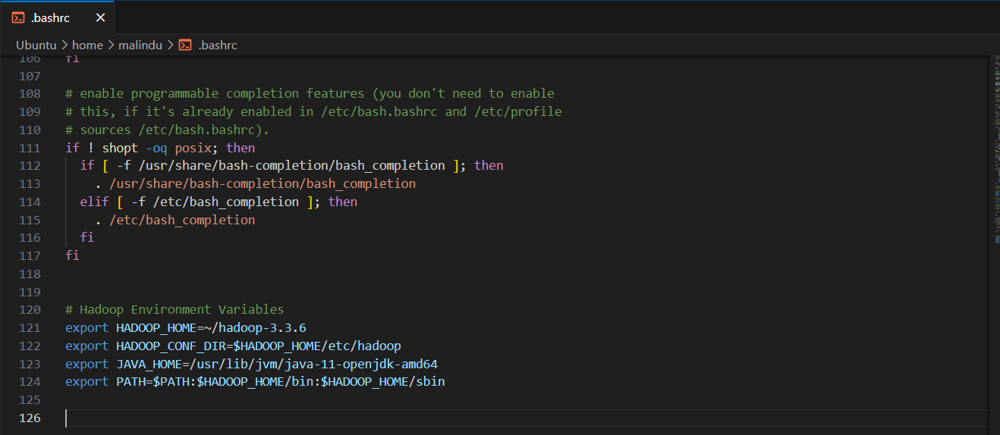 .bashrc
Ubuntu > home > malindu > .bashrc
106 fi
107
108 # enable programmable completion features (you don't need to enable
109 # this, if it's already enabled in /etc/bash.bashrc and /etc/profile
110 # sources /etc/bash.bashrc).
111 if ! shopt -oq posix; then
112   if [ -f /usr/share/bash-completion/bash_completion ]; then
113     . /usr/share/bash-completion/bash_completion
114   elif [ -f /etc/bash_completion ]; then
115     . /etc/bash_completion
116   fi
117 fi
118
119
120 # Hadoop Environment Variables
121 export HADOOP_HOME=~/hadoop-3.3.6
122 export HADOOP_CONF_DIR=$HADOOP_HOME/etc/hadoop
123 export JAVA_HOME=/usr/lib/jvm/java-11-openjdk-amd64
124 export PATH=$PATH:$HADOOP_HOME/bin:$HADOOP_HOME/sbin
125
126